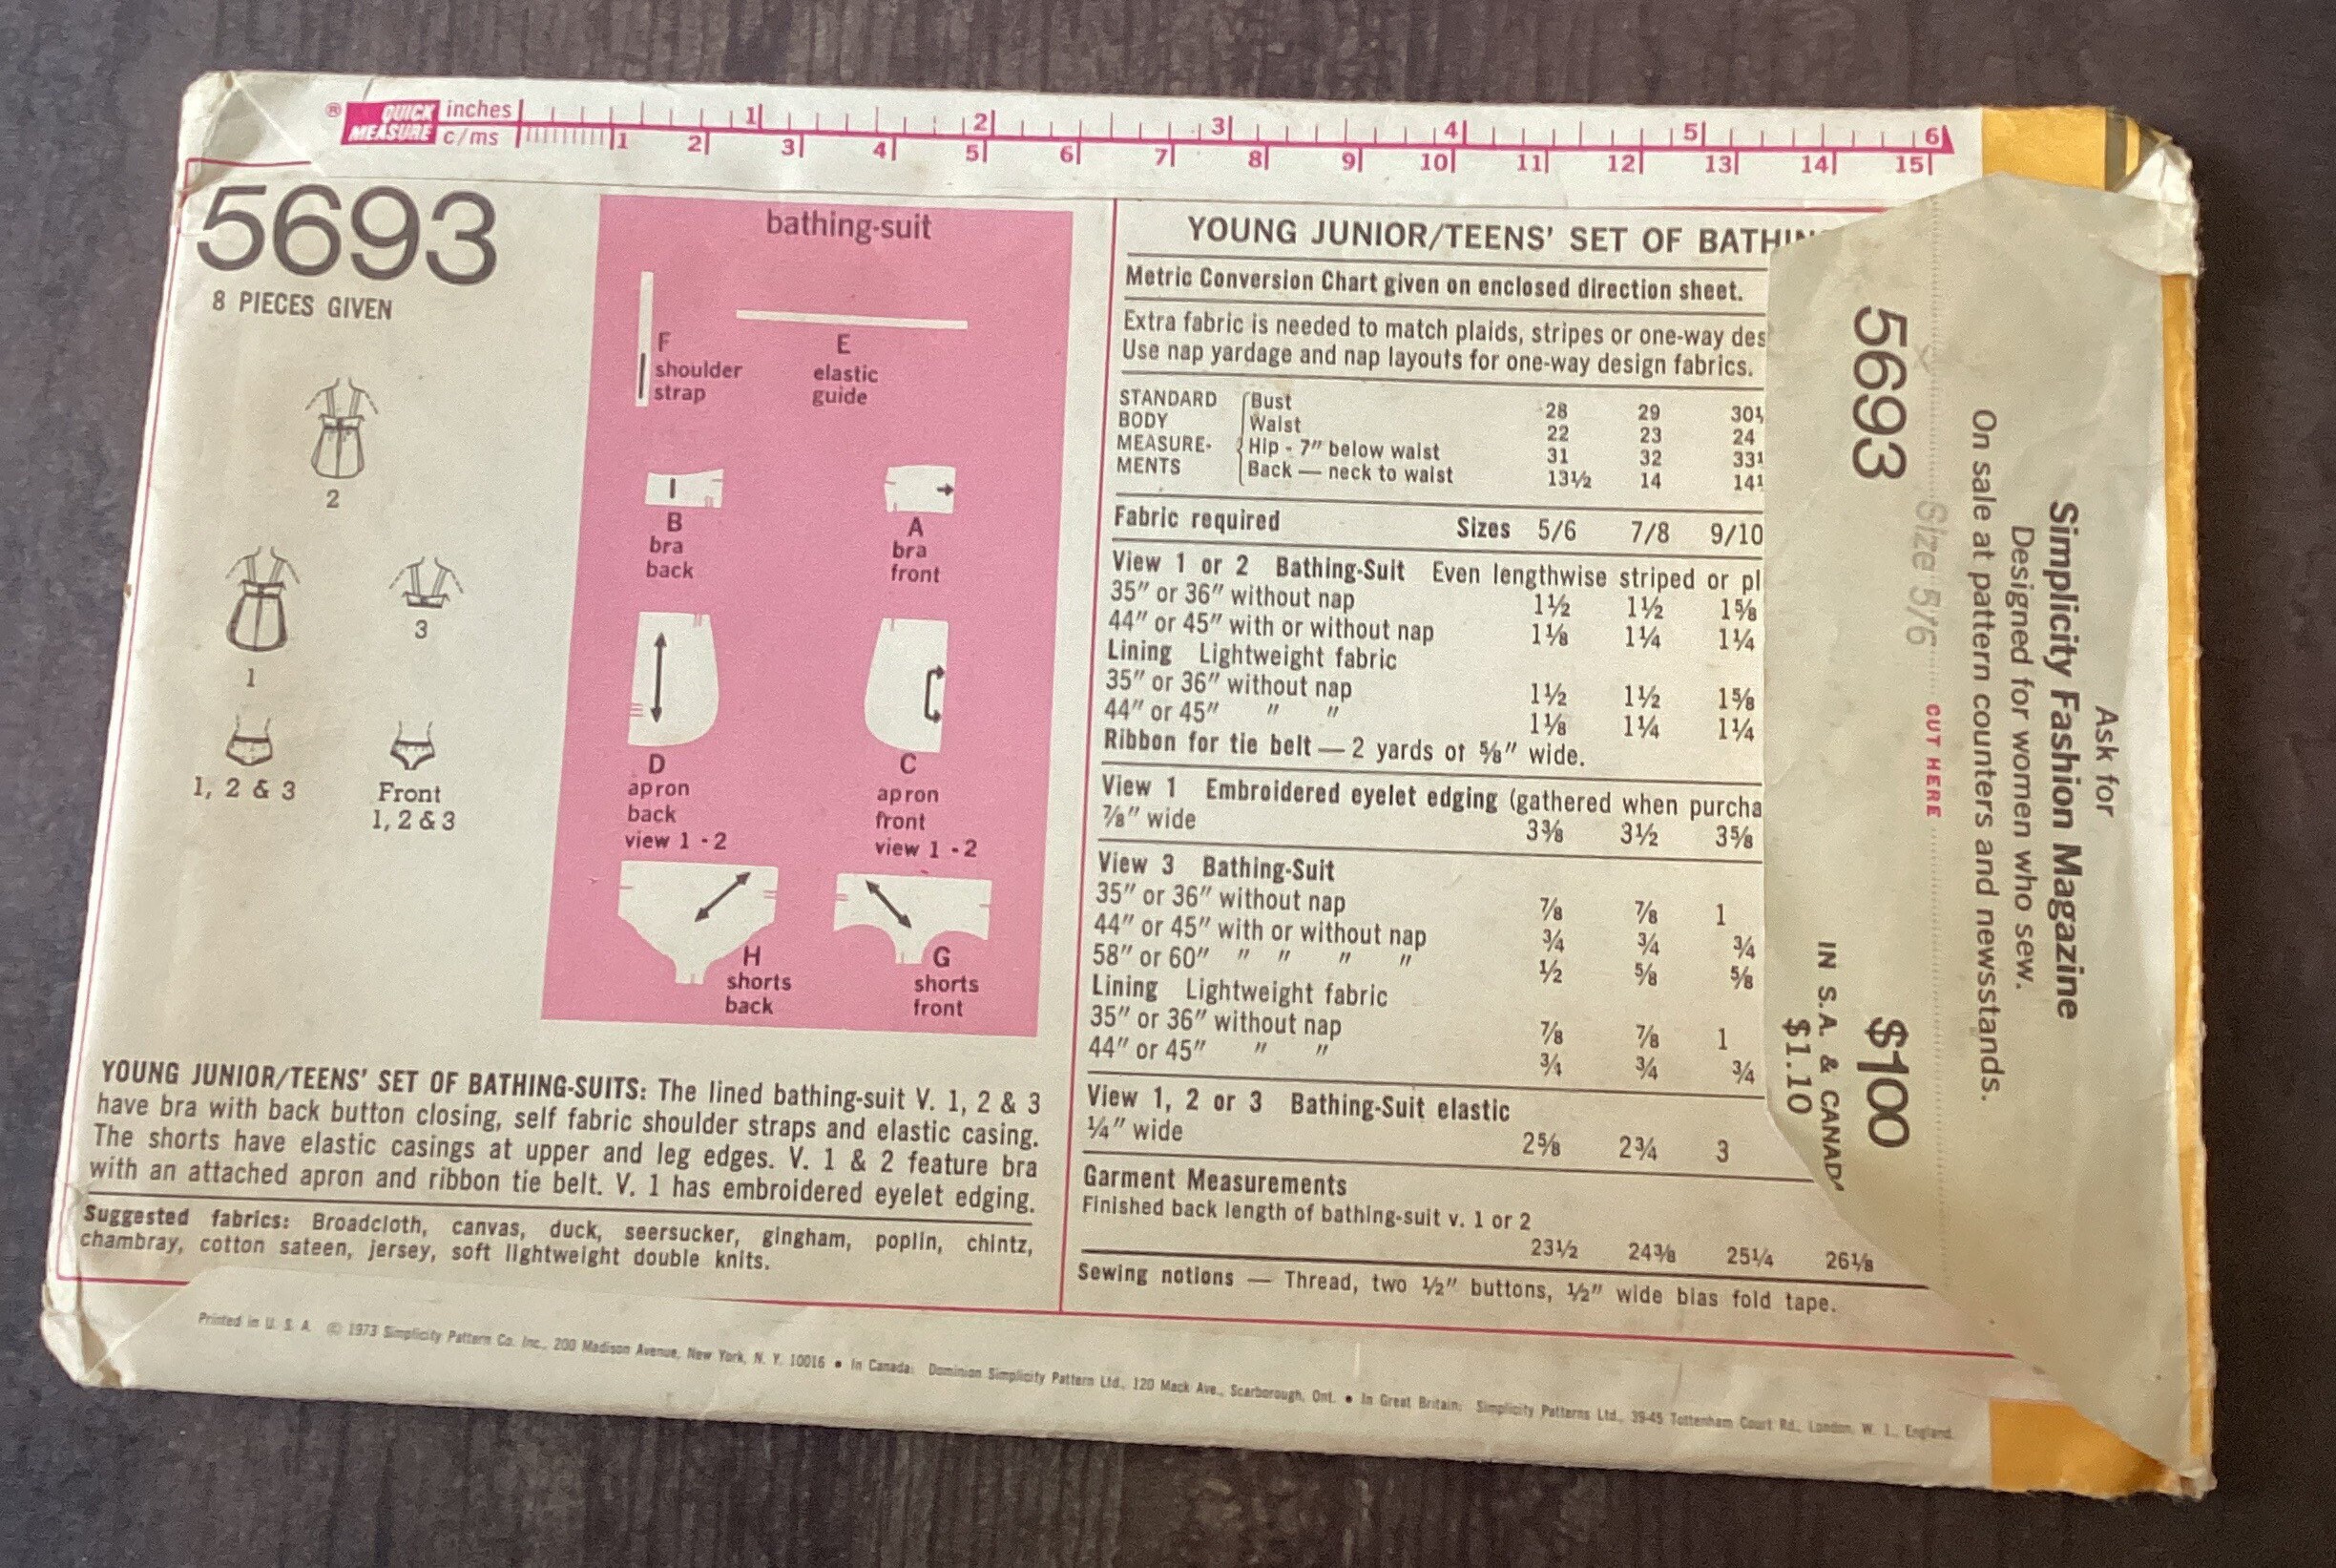 ® QUICK MEASURE inches 1 2 3 4 5 6
c/ms 1 2 3 4 5 6 7 8 9 10 11 12 13 14 15
5693
8 PIECES GIVEN
2
1
3
1, 2 & 3
Front
1, 2 & 3
bathing-suit
F
shoulder
strap
E
elastic
guide
B
bra
back
A
bra
front
D
apron
back
view 1 - 2
C
apron
front
view 1 - 2
H
shorts
back
G
shorts
front
YOUNG JUNIOR/TEENS' SET OF BATHING-SUITS: The lined bathing-suit V. 1, 2 & 3
have bra with back button closing, self fabric shoulder straps and elastic casing.
The shorts have elastic casings at upper and leg edges. V. 1 & 2 feature bra
with an attached apron and ribbon tie belt. V. 1 has embroidered eyelet edging.
Suggested fabrics: Broadcloth, canvas, duck, seersucker, gingham, poplin, chintz,
chambray, cotton sateen, jersey, soft lightweight double knits.
YOUNG JUNIOR/TEENS' SET OF BATHIN
Metric Conversion Chart given on enclosed direction sheet.
Extra fabric is needed to match plaids, stripes or one-way des
Use nap yardage and nap layouts for one-way design fabrics.
STANDARD BODY MEASURE- MENTS
Bust 28 29 30½
Waist 22 23 24
Hip - 7" below waist 31 32 33
Back — neck to waist 13½ 14 14
Fabric required Sizes 5/6 7/8 9/10
View 1 or 2 Bathing-Suit Even lengthwise striped or pl
35" or 36" without nap 1½ 1½ 1⅝
44" or 45" with or without nap 1⅛ 1¼ 1¼
Lining Lightweight fabric
35" or 36" without nap 1½ 1½ 1⅝
44" or 45" " " 1⅛ 1¼ 1¼
Ribbon for tie belt — 2 yards of ⅝" wide.
View 1 Embroidered eyelet edging (gathered when purcha
⅞" wide 3⅜ 3½ 3⅝
View 3 Bathing-Suit
35" or 36" without nap ⅞ ⅞ 1
44" or 45" with or without nap ¾ ¾ ¾
58" or 60" " " " " ½ ⅝ ⅝
Lining Lightweight fabric
35" or 36" without nap ⅞ ⅞ 1
44" or 45" " " ¾ ¾ ¾
View 1, 2 or 3 Bathing-Suit elastic
¼" wide 2⅝ 2¾ 3
Garment Measurements
Finished back length of bathing-suit v. 1 or 2
23½ 24⅜ 25¼ 26⅛
Sewing notions — Thread, two ½" buttons, ½" wide bias fold tape.
Ask for
Simplicity Fashion Magazine
Designed for women who sew.
On sale at pattern counters and newsstands.
Size 5/6 CUT HERE
5693 $100
IN S.A. & CANADA
$1.10
Printed in U. S. A. © 1973 Simplicity Pattern Co. Inc., 200 Madison Avenue, New York, N. Y. 10016 • In Canada: Dominion Simplicity Pattern Ltd., 120 Mack Ave., Scarborough, Ont. • In Great Britain: Simplicity Patterns Ltd., 39-45 Tottenham Court Rd., London, W. 1., England.